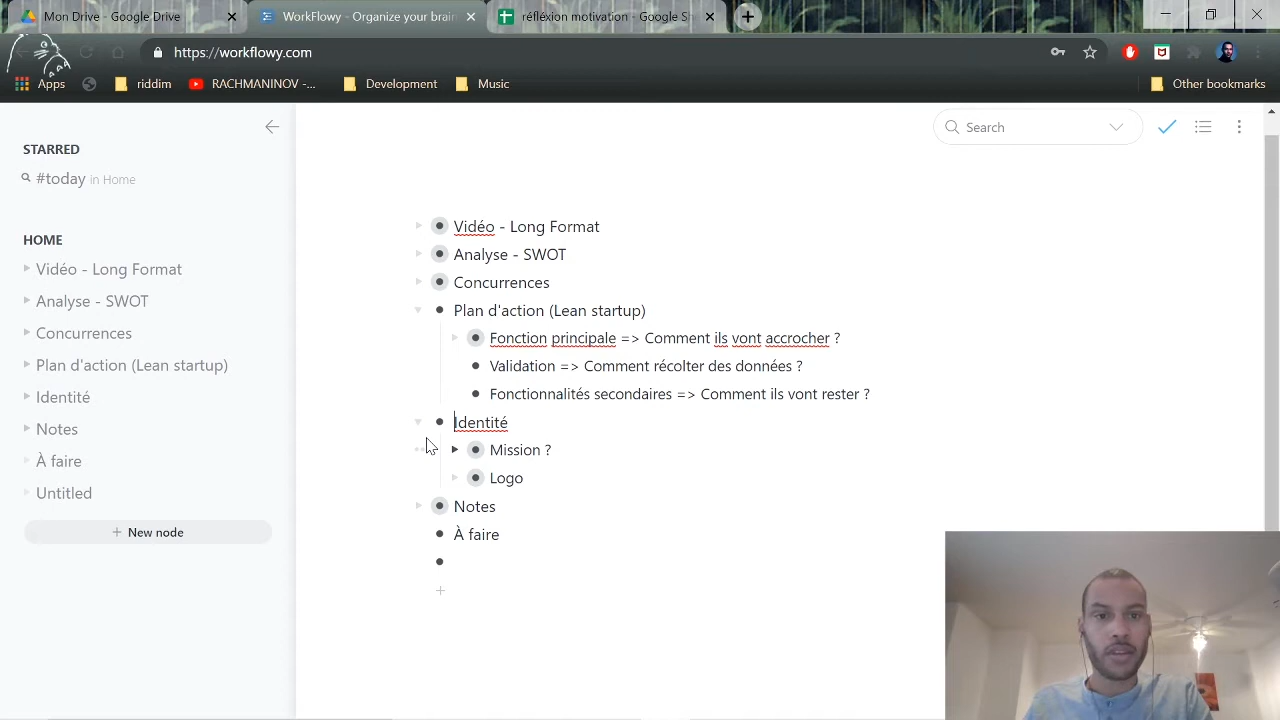 Mon Drive - Google Drive
WorkFlowy - Organize your brain
réfléxion motivation - Google Sh
https://workflowy.com
Apps
riddim
RACHMANINOV -...
Development
Music
Other bookmarks
STARRED
#today in Home
HOME
Vidéo - Long Format
Analyse - SWOT
Concurrences
Plan d'action (Lean startup)
Identité
Notes
À faire
Untitled
+ New node
Search
Vidéo - Long Format
Analyse - SWOT
Concurrences
Plan d'action (Lean startup)
Fonction principale => Comment ils vont accrocher ?
Validation => Comment récolter des données ?
Fonctionnalités secondaires => Comment ils vont rester ?
Identité
Mission ?
Logo
Notes
À faire